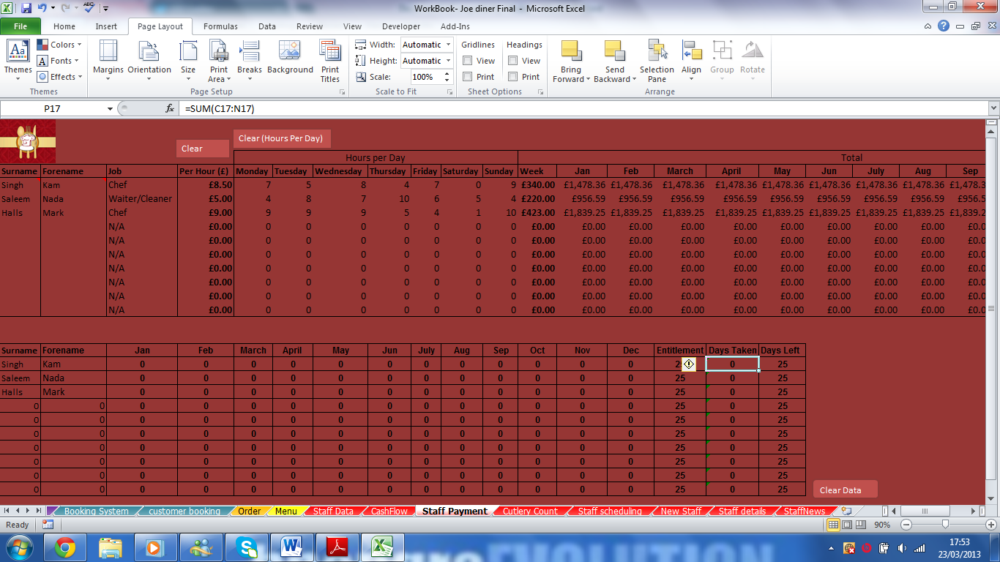 WorkBook- Joe diner Final - Microsoft Excel
File Home Insert Page Layout Formulas Data Review View Developer Add-Ins
Themes Colors Fonts Effects Margins Orientation Size Print Area Breaks Background Print Titles Width: Automatic Height: Automatic Scale: 100% Gridlines View Print Headings View Print Bring Forward Send Backward Selection Pane Align Group Rotate
Themes Page Setup Scale to Fit Sheet Options Arrange
P17 fx =SUM(C17:N17)
Clear Clear (Hours Per Day)
Hours per Day Total
Surname Forename Job Per Hour (£) Monday Tuesday Wednesday Thursday Friday Saturday Sunday Week Jan Feb March April May Jun July Aug Sep
Singh Kam Chef £8.50 7 5 8 4 7 0 9 £340.00 £1,478.36 £1,478.36 £1,478.36 £1,478.36 £1,478.36 £1,478.36 £1,478.36 £1,478.36 £1,478.3
Saleem Nada Waiter/Cleaner £5.00 4 8 7 10 6 5 4 £220.00 £956.59 £956.59 £956.59 £956.59 £956.59 £956.59 £956.59 £956.59 £956.5
Halls Mark Chef £9.00 9 9 9 5 4 1 10 £423.00 £1,839.25 £1,839.25 £1,839.25 £1,839.25 £1,839.25 £1,839.25 £1,839.25 £1,839.25 £1,839.2
N/A £0.00 0 0 0 0 0 0 0 £0.00 £0.00 £0.00 £0.00 £0.00 £0.00 £0.00 £0.00 £0.00 £0.0
N/A £0.00 0 0 0 0 0 0 0 £0.00 £0.00 £0.00 £0.00 £0.00 £0.00 £0.00 £0.00 £0.00 £0.0
N/A £0.00 0 0 0 0 0 0 0 £0.00 £0.00 £0.00 £0.00 £0.00 £0.00 £0.00 £0.00 £0.00 £0.0
N/A £0.00 0 0 0 0 0 0 0 £0.00 £0.00 £0.00 £0.00 £0.00 £0.00 £0.00 £0.00 £0.00 £0.0
N/A £0.00 0 0 0 0 0 0 0 £0.00 £0.00 £0.00 £0.00 £0.00 £0.00 £0.00 £0.00 £0.00 £0.0
N/A £0.00 0 0 0 0 0 0 0 £0.00 £0.00 £0.00 £0.00 £0.00 £0.00 £0.00 £0.00 £0.00 £0.0
N/A £0.00 0 0 0 0 0 0 0 £0.00 £0.00 £0.00 £0.00 £0.00 £0.00 £0.00 £0.00 £0.00 £0.0
Surname Forename Jan Feb March April May Jun July Aug Sep Oct Nov Dec Entitlement Days Taken Days Left
Singh Kam 0 0 0 0 0 0 0 0 0 0 0 0 2 0 25
Saleem Nada 0 0 0 0 0 0 0 0 0 0 0 0 25 0 25
Halls Mark 0 0 0 0 0 0 0 0 0 0 0 0 25 0 25
0 0 0 0 0 0 0 0 0 0 0 0 0 0 25 0 25
0 0 0 0 0 0 0 0 0 0 0 0 0 0 25 0 25
0 0 0 0 0 0 0 0 0 0 0 0 0 0 25 0 25
0 0 0 0 0 0 0 0 0 0 0 0 0 0 25 0 25
0 0 0 0 0 0 0 0 0 0 0 0 0 0 25 0 25
0 0 0 0 0 0 0 0 0 0 0 0 0 0 25 0 25
0 0 0 0 0 0 0 0 0 0 0 0 0 0 25 0 25
Clear Data
Booking System customer booking Order Menu Staff Data CashFlow Staff Payment Cutlery Count Staff scheduling New Staff Staff details StaffNews
Ready 90%
EVOLUTION
17:53
23/03/2013